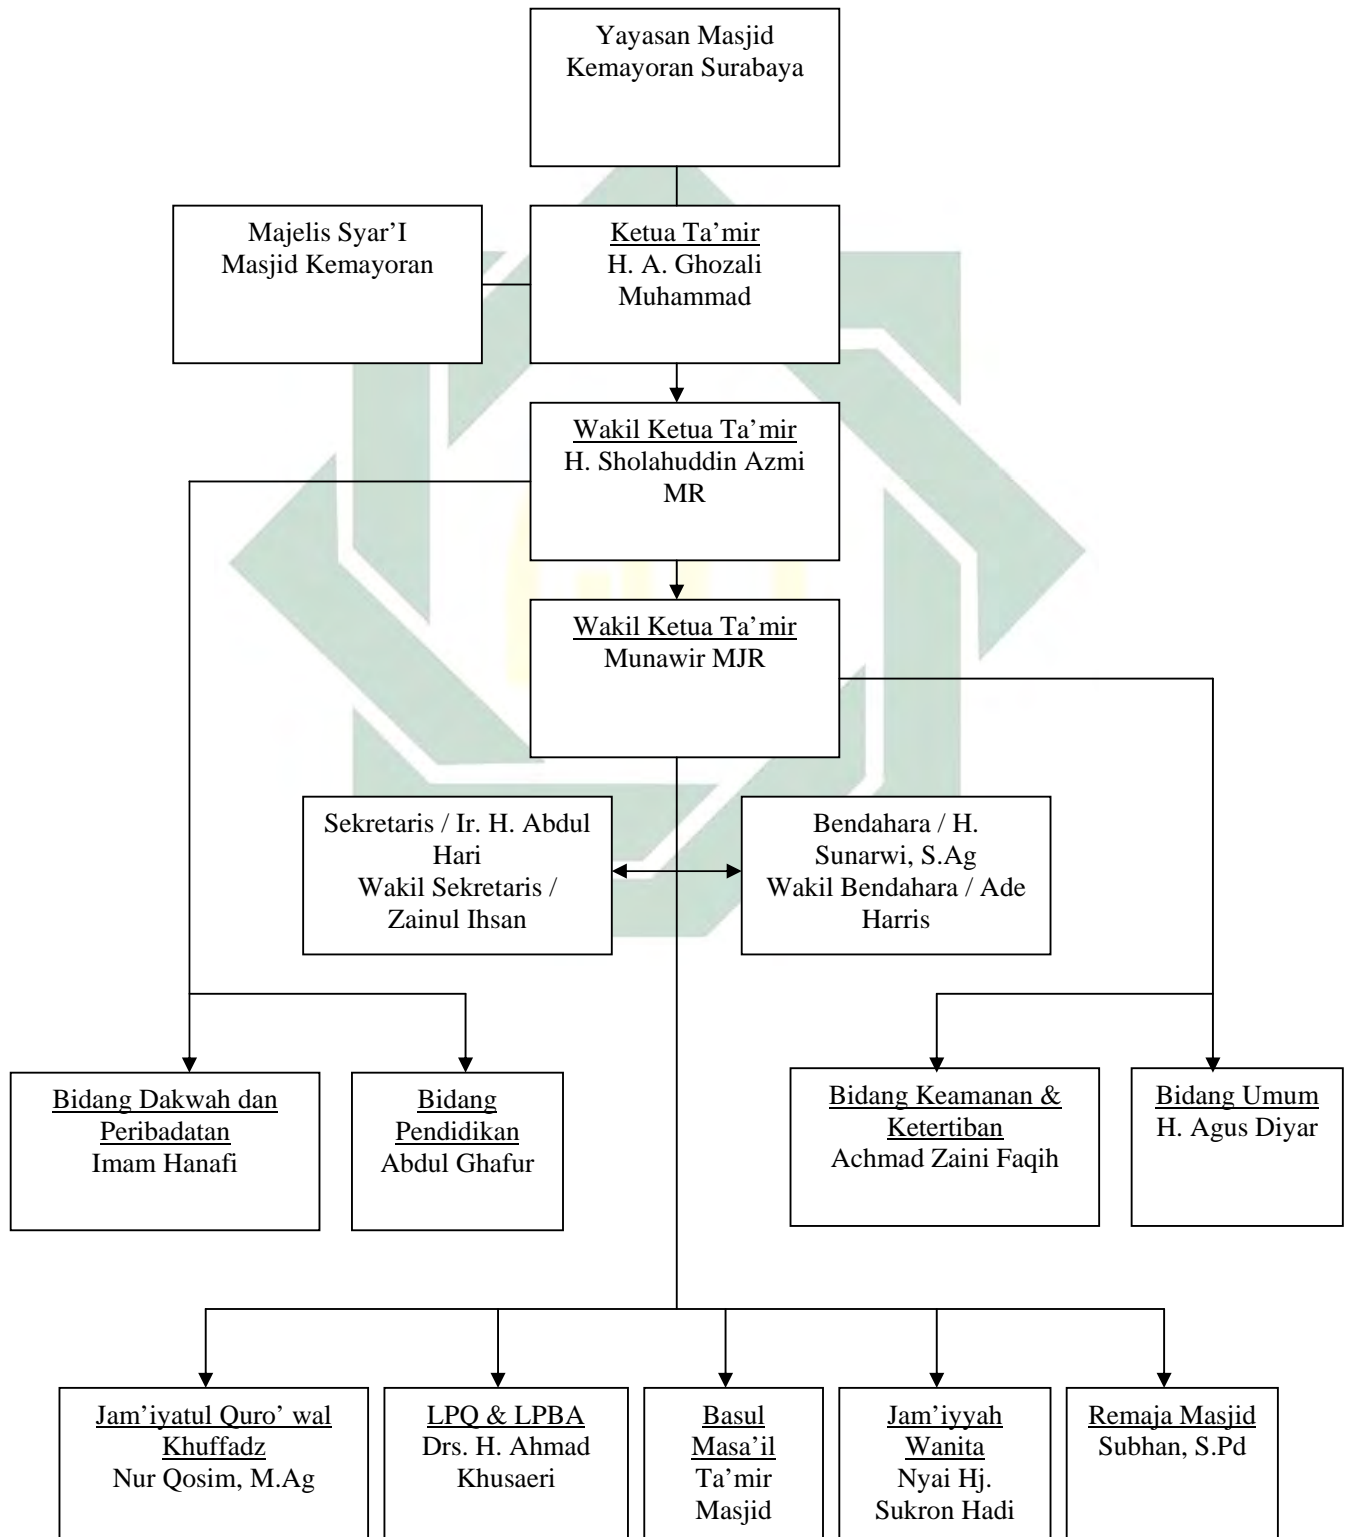 Yayasan Masjid
Kemayoran Surabaya
Majelis Syar’I
Masjid Kemayoran
Ketua Ta’mir
H. A. Ghozali
Muhammad
Wakil Ketua Ta’mir
H. Sholahuddin Azmi
MR
Wakil Ketua Ta’mir
Munawir MJR
Sekretaris / Ir. H. Abdul
Hari
Wakil Sekretaris /
Zainul Ihsan
Bendahara / H.
Sunarwi, S.Ag
Wakil Bendahara / Ade
Harris
Bidang Dakwah dan
Peribadatan
Imam Hanafi
Bidang
Pendidikan
Abdul Ghafur
Bidang Keamanan &
Ketertiban
Achmad Zaini Faqih
Bidang Umum
H. Agus Diyar
Jam’iyatul Quro’ wal
Khuffadz
Nur Qosim, M.Ag
LPQ & LPBA
Drs. H. Ahmad
Khusaeri
Basul
Masa’il
Ta’mir
Masjid
Jam’iyyah
Wanita
Nyai Hj.
Sukron Hadi
Remaja Masjid
Subhan, S.Pd